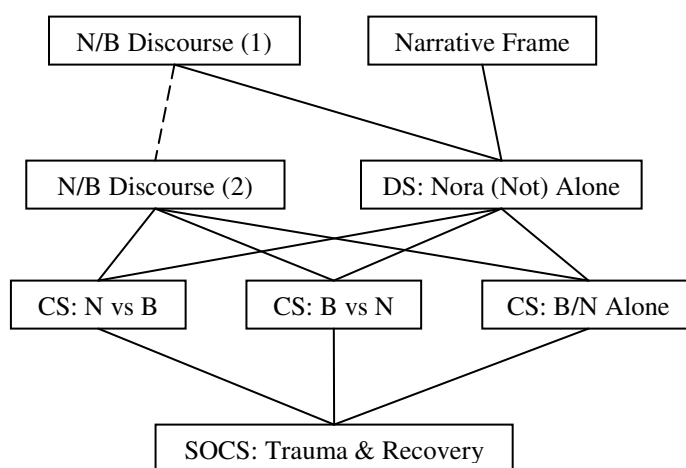 N/B Discourse (1)
Narrative Frame
N/B Discourse (2)
DS: Nora (Not) Alone
CS: N vs B
CS: B vs N
CS: B/N Alone
SOCS: Trauma & Recovery